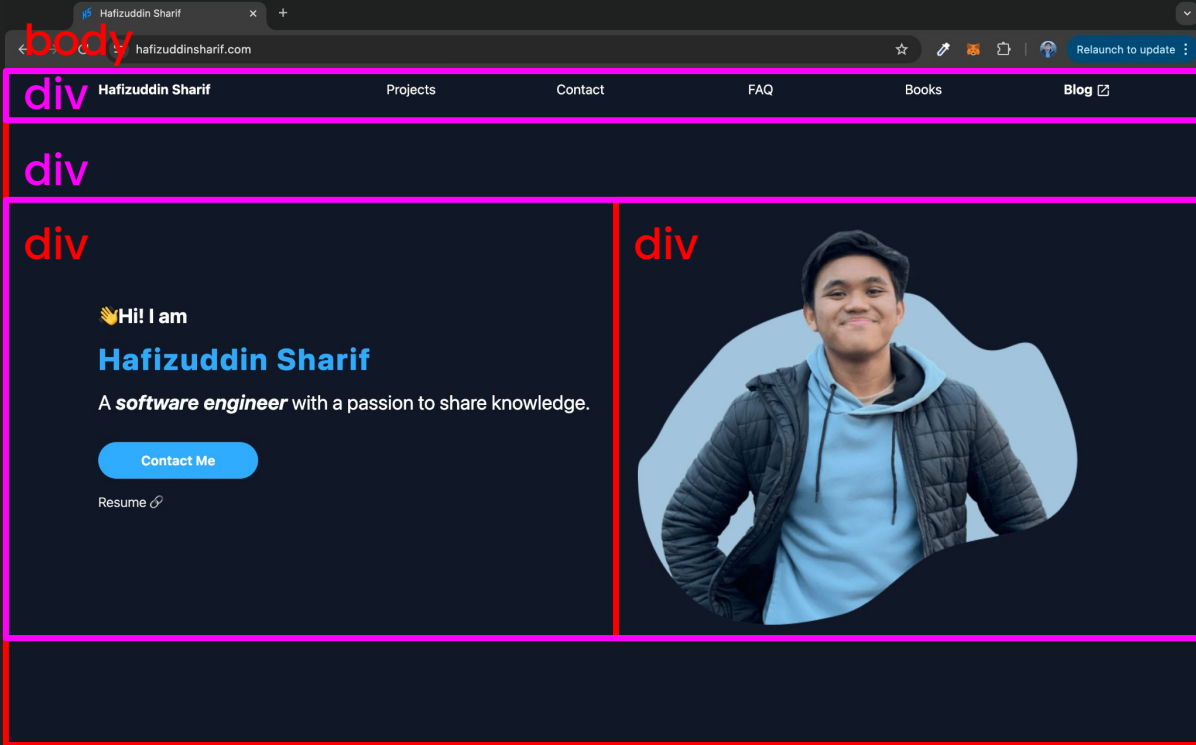 Hafizuddin Sharif
body
hafizuddinsharif.com
Relaunch to update
div
Hafizuddin Sharif
Projects
Contact
FAQ
Books
Blog
div
div
div
👋Hi! I am
Hafizuddin Sharif
A software engineer with a passion to share knowledge.
Contact Me
Resume